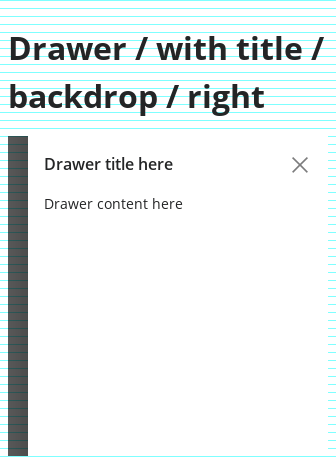 Drawer / with title /
backdrop / right
Drawer title here
Drawer content here